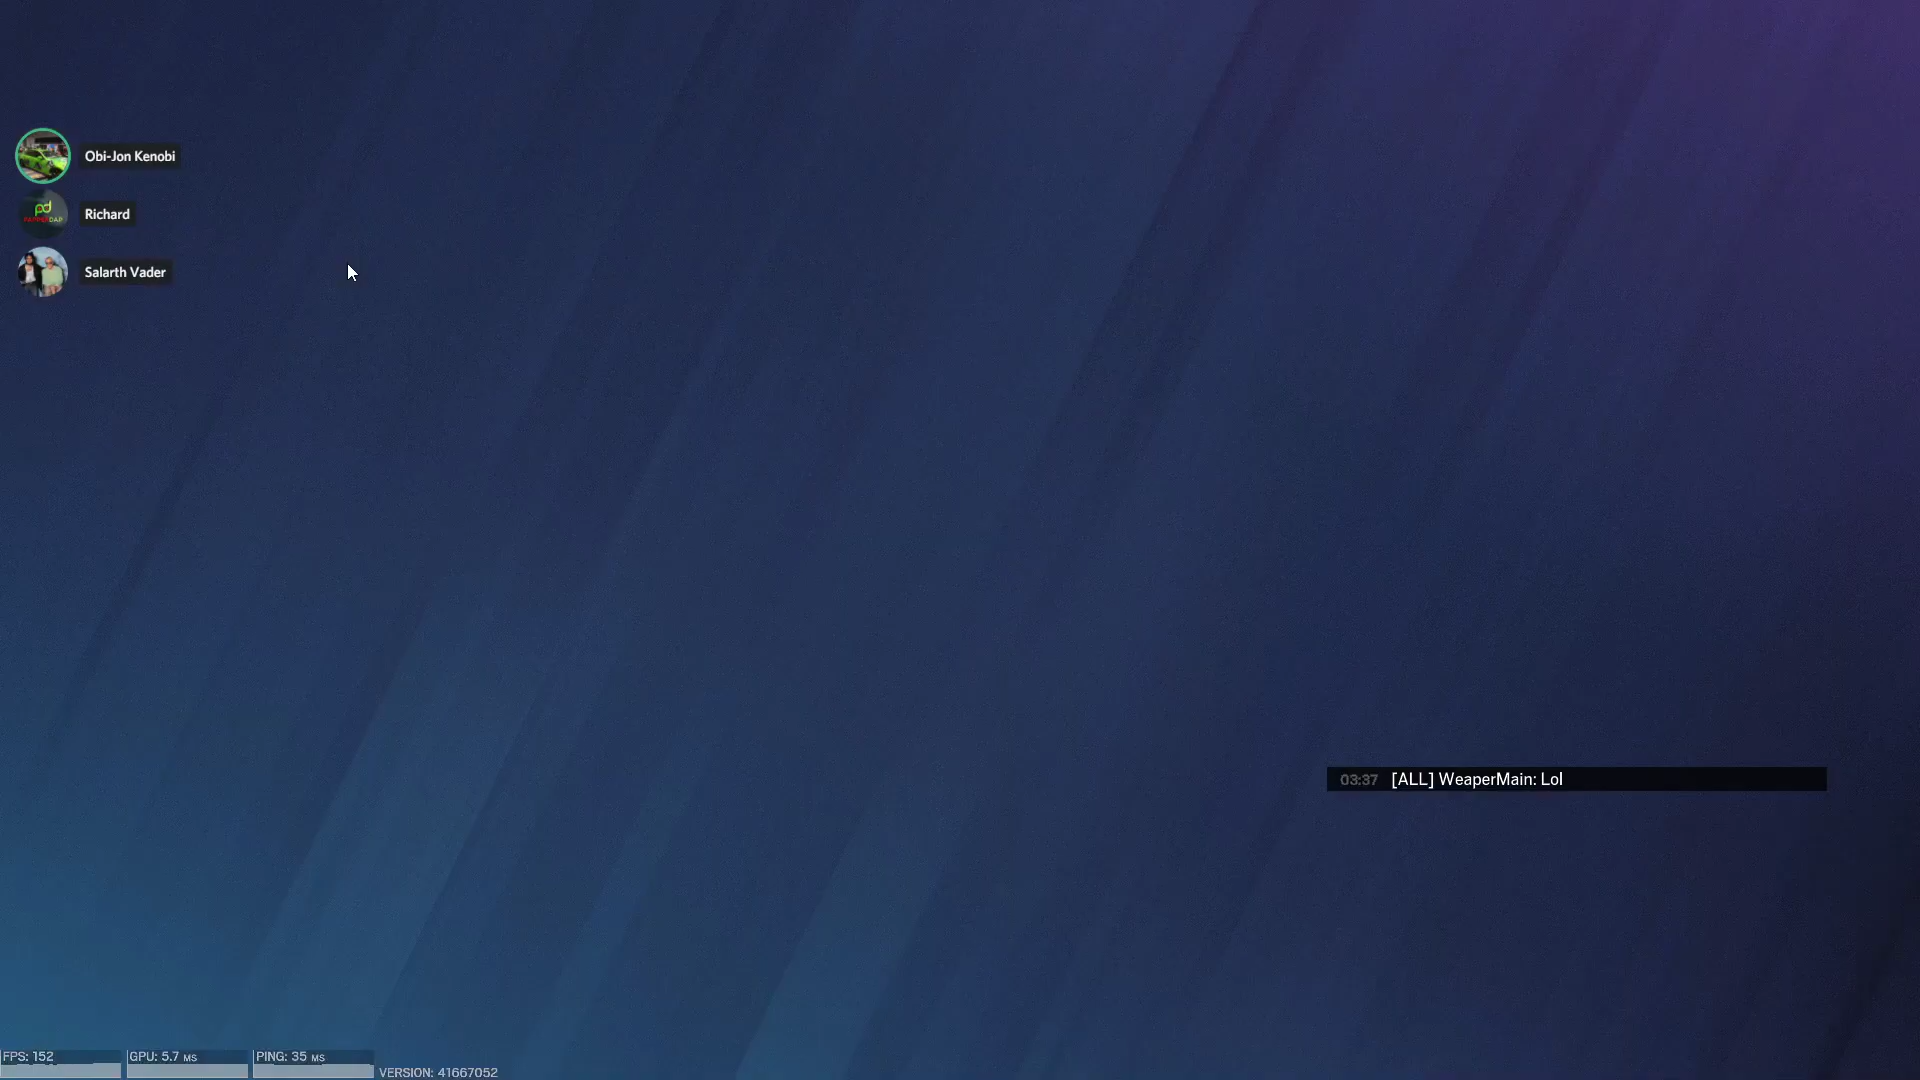 Obi-Jon Kenobi
pd
Richard
Salarth Vader
03:37 [ALL] WeaperMain: Lol
FPS: 152
GPU: 5.7 MS
PING: 35 MS
VERSION: 41667052